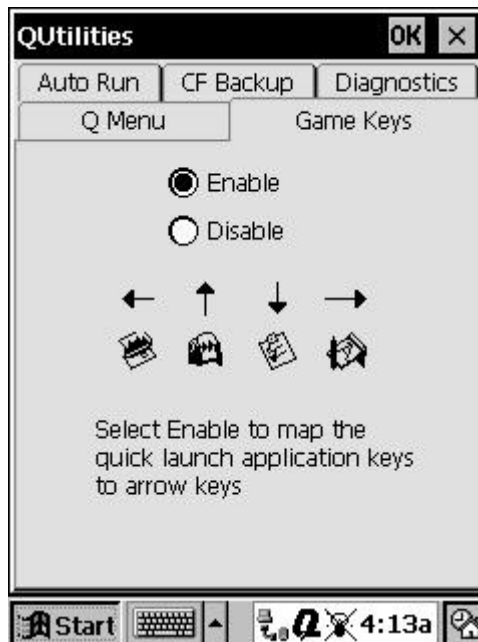 QUtilities OK ×
Auto Run CF Backup Diagnostics
Q Menu Game Keys
Enable
Disable
Select Enable to map the
quick launch application keys
to arrow keys
Start Q 4:13a